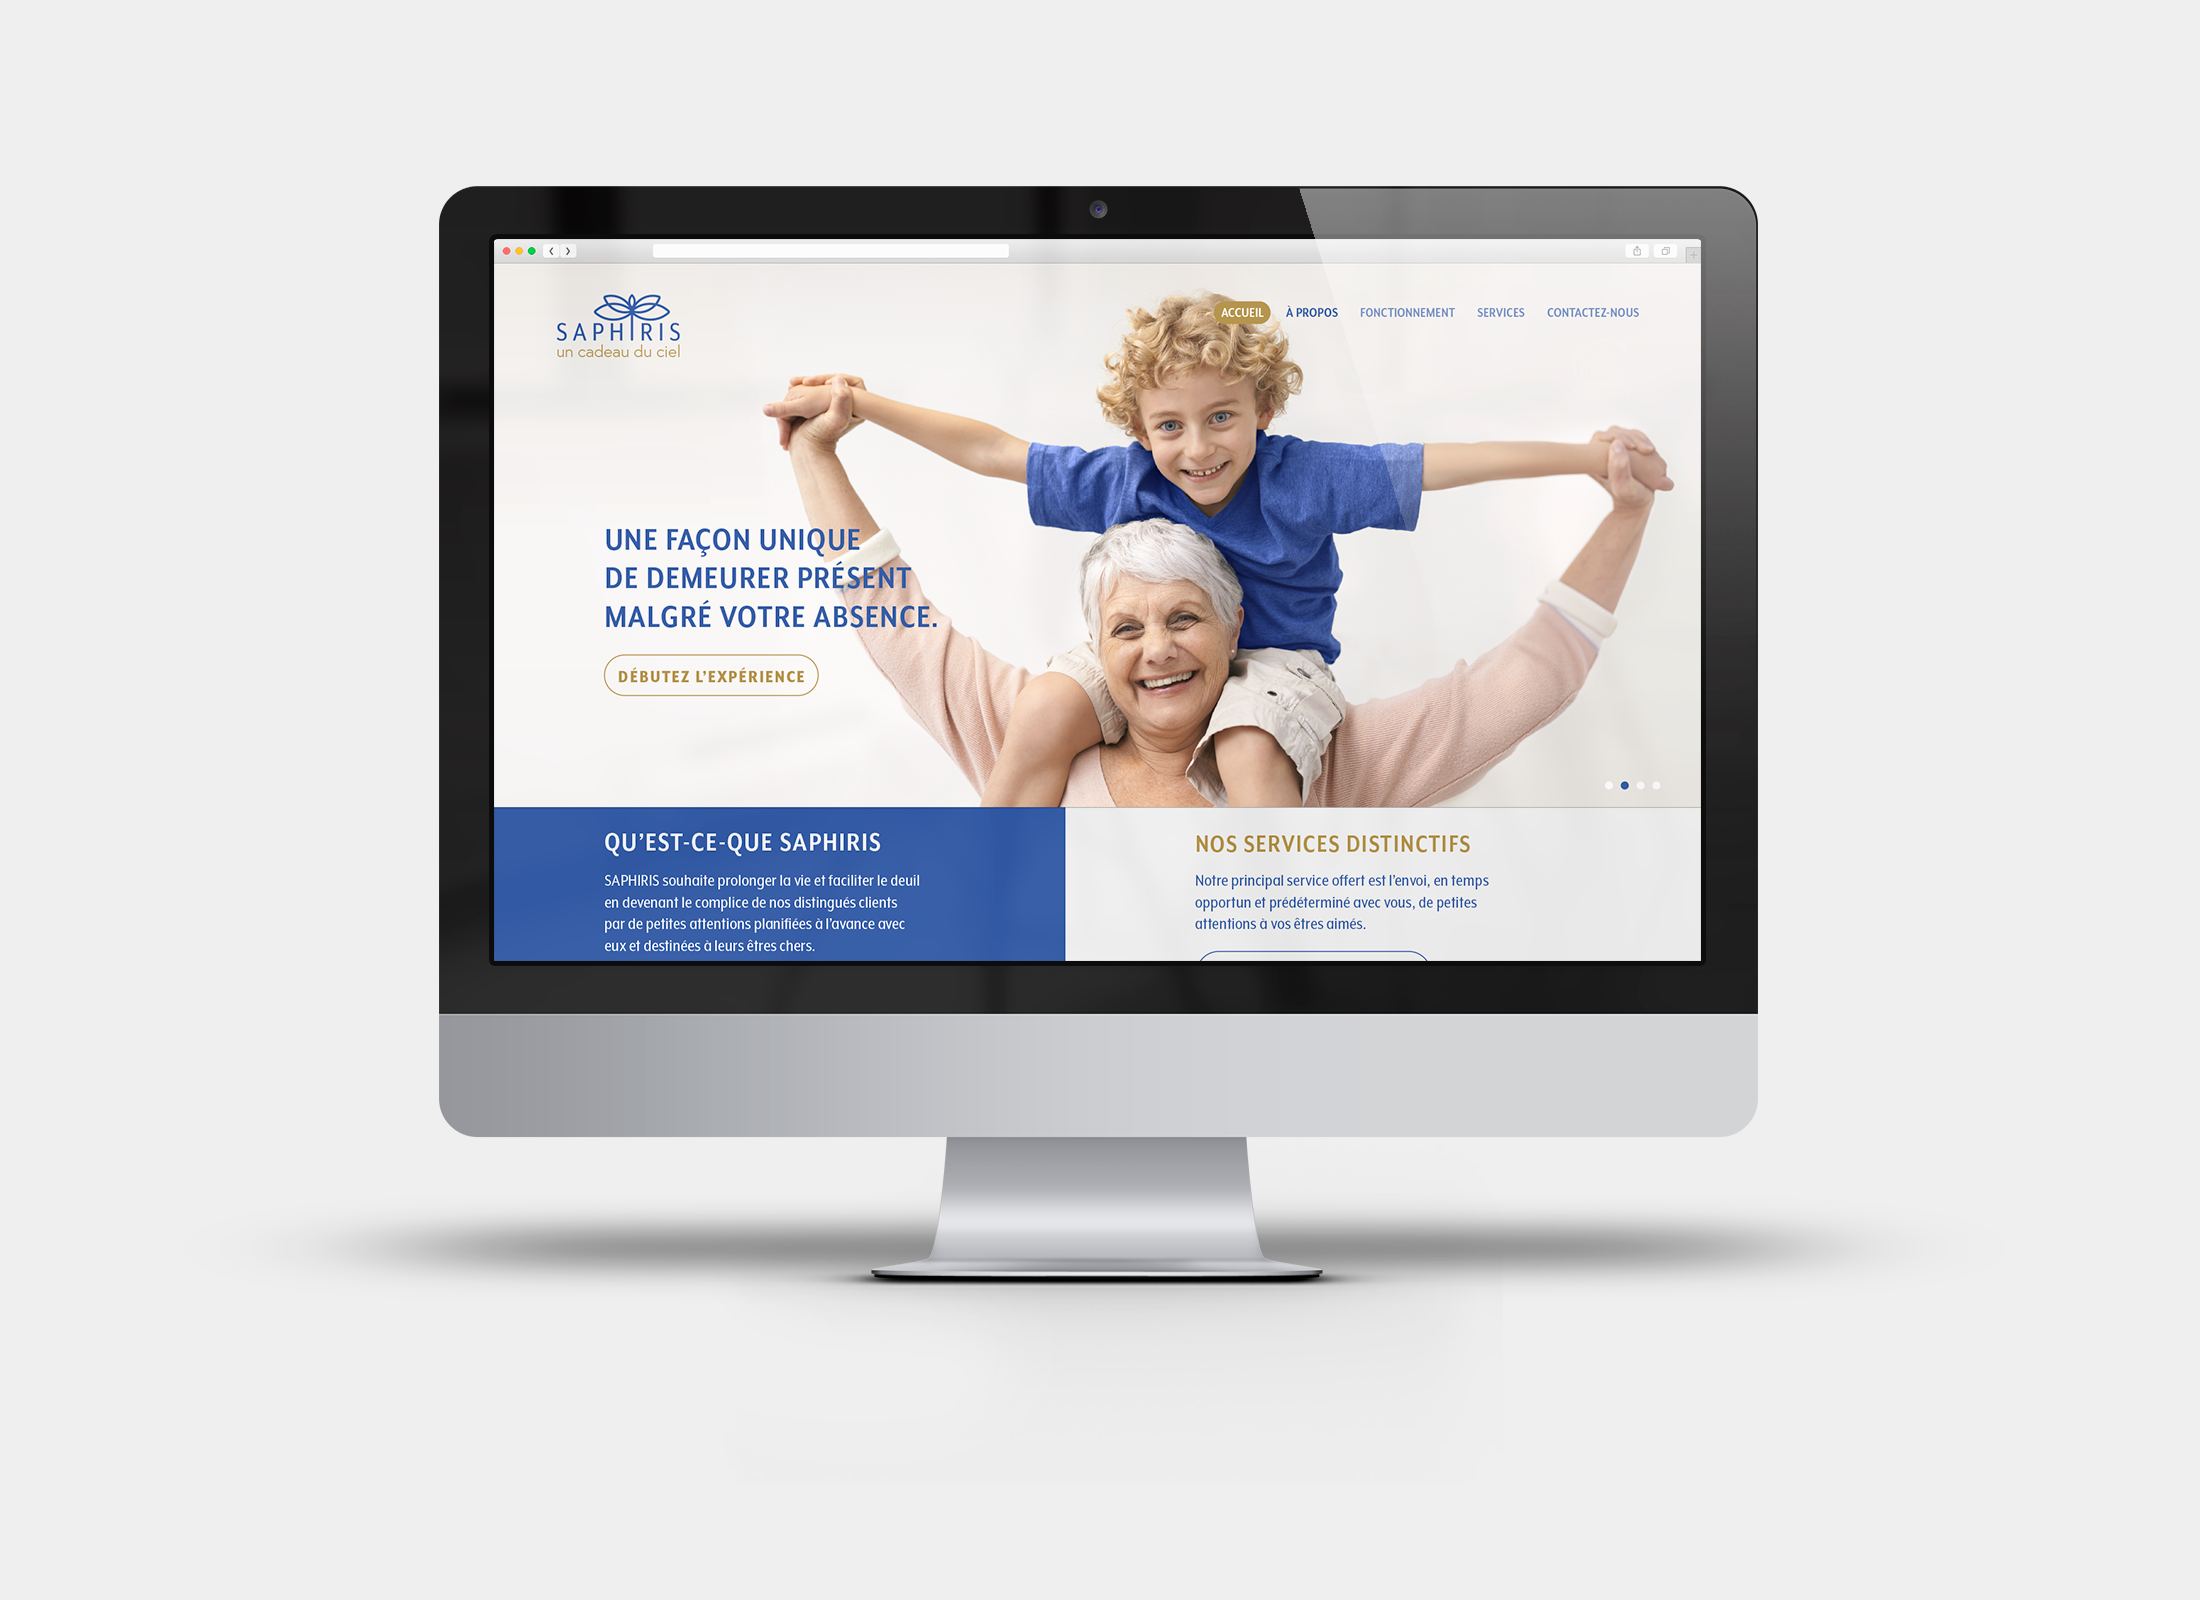 SAPHIRIS
un cadeau du ciel
ACCUEIL À PROPOS FONCTIONNEMENT SERVICES CONTACTEZ-NOUS
UNE FAÇON UNIQUE
DE DEMEURER PRÉSENT
MALGRÉ VOTRE ABSENCE.
DÉBUTEZ L'EXPÉRIENCE
QU'EST-CE-QUE SAPHIRIS
SAPHIRIS souhaite prolonger la vie et faciliter le deuil
en devenant le complice de nos distingués clients
par de petites attentions planifiées à l'avance avec
eux et destinées à leurs êtres chers.
NOS SERVICES DISTINCTIFS
Notre principal service offert est l'envoi, en temps
opportun et prédéterminé avec vous, de petites
attentions à vos êtres aimés.